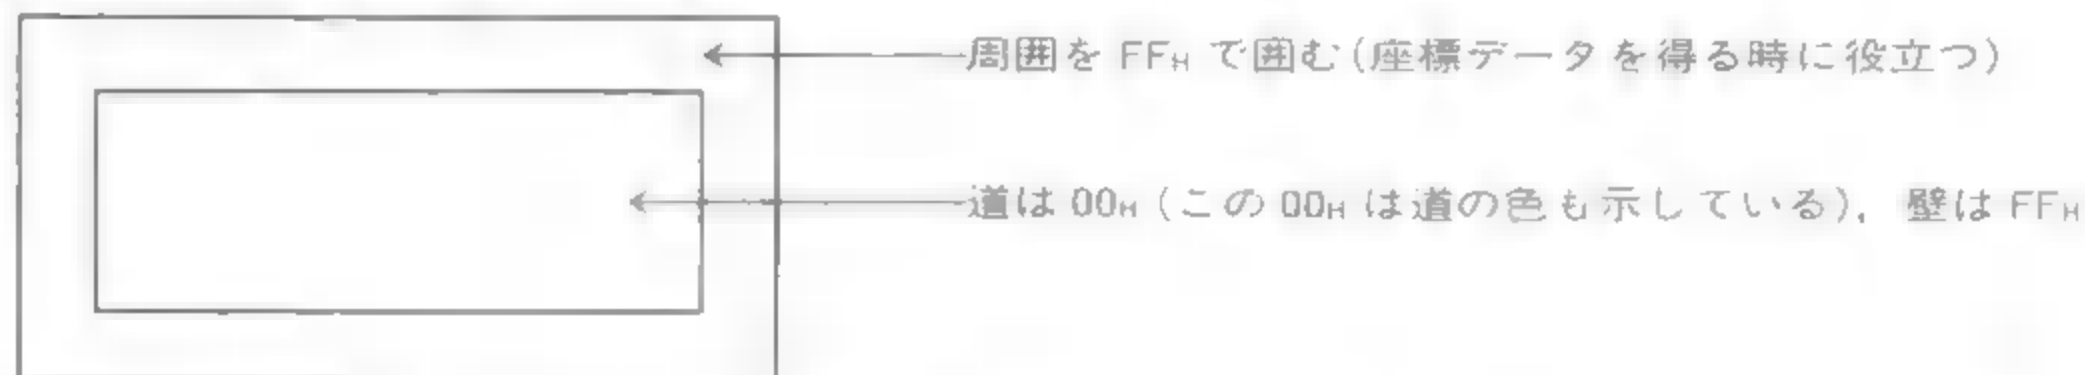 周囲を FFH で囲む(座標データを得る時に役立つ)
道は 00H (この 00H は道の色も示している), 壁は FFH